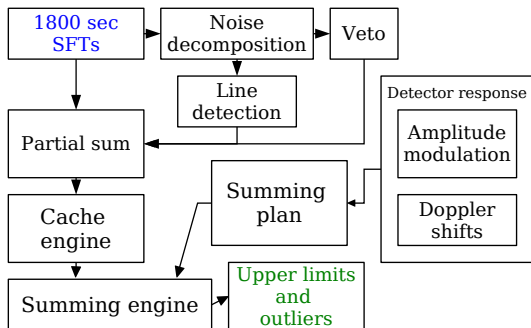 1800 sec
SFTs
Noise
decomposition
Veto
Line
detection
Detector response
Partial sum
Amplitude
modulation
Summing
plan
Cache
engine
Doppler
shifts
Summing engine
Upper limits
and
outliers